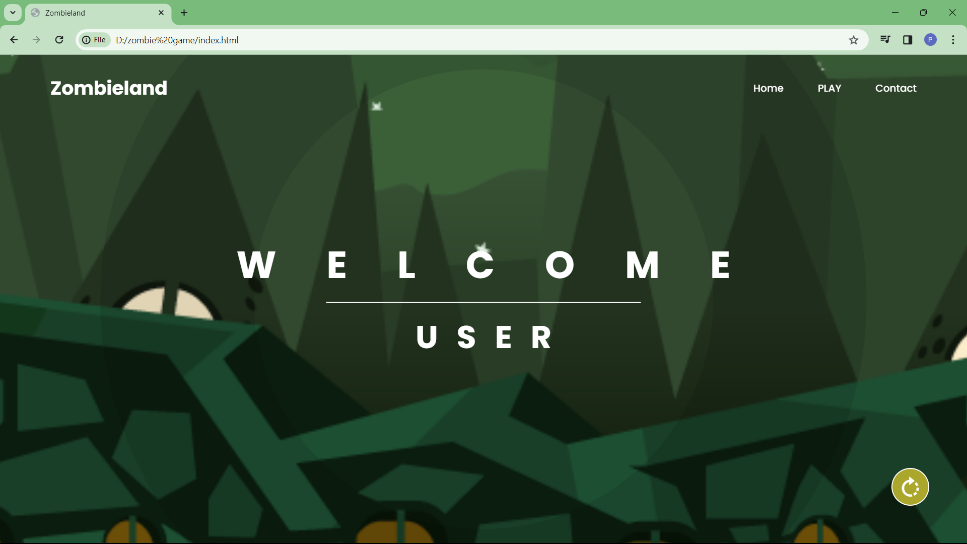 Zombieland
File D:/zombie%20game/index.html
P
Zombieland
Home PLAY Contact
W E L C O M E
U S E R